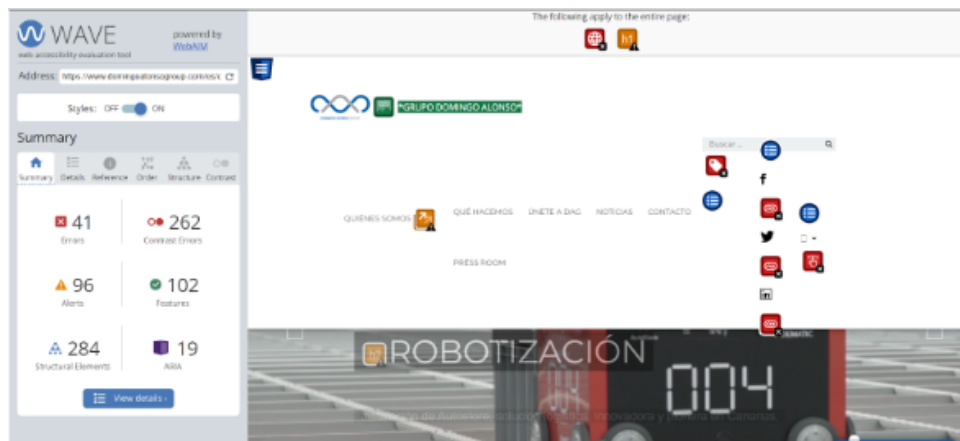 WAVE
web accessibility evaluation tool
powered by
WebAIM
Address:
Styles: OFF ON
Summary
Summary Details Reference Order Structure Contrast
41
Errors
262
Contrast Errors
96
Alerts
102
Features
284
Structural Elements
19
ARIA
View details ›
The following apply to the entire page:
h1
*GRUPO DOMINGO ALONSO*
Buscar ...
QUIÉNES SOMOS
QUÉ HACEMOS
ÚNETE A DAG
NOTICIAS
CONTACTO
PRESS ROOM
ROBOTIZACIÓN
004